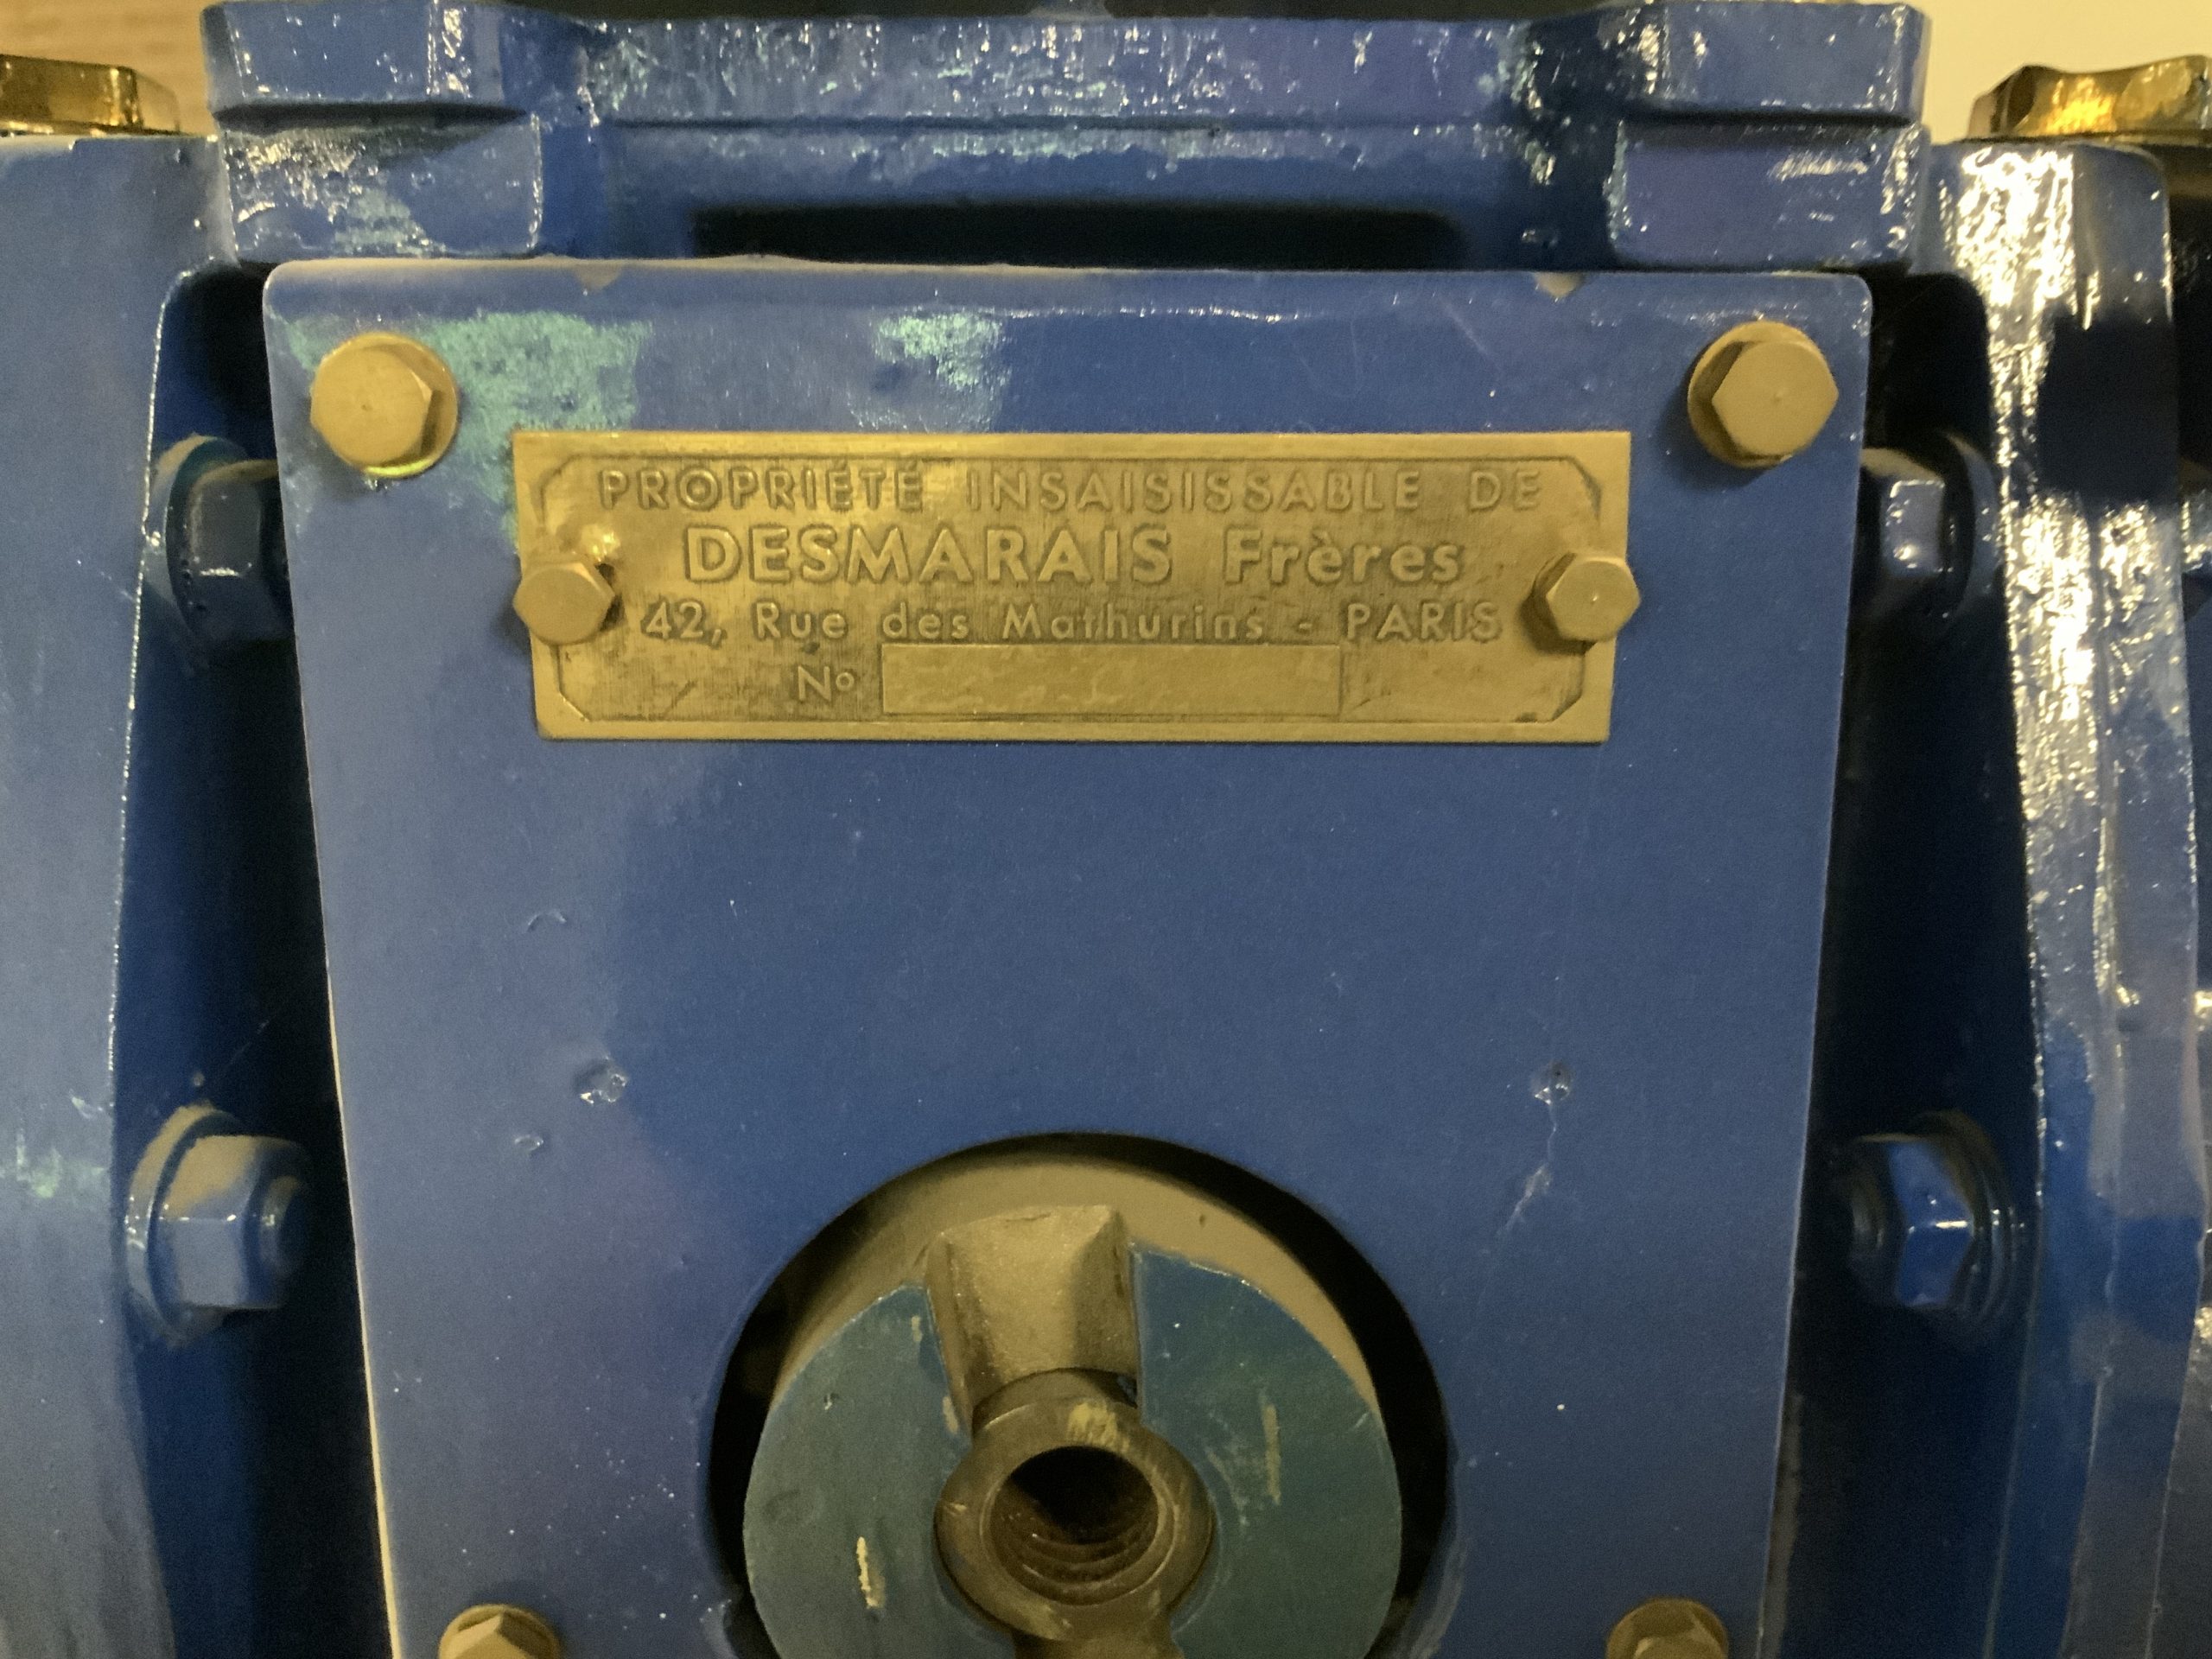 PROPRIÉTÉ INSAISISSABLE DE
DESMARAIS Frères
42, Rue des Mathurins - PARIS
No